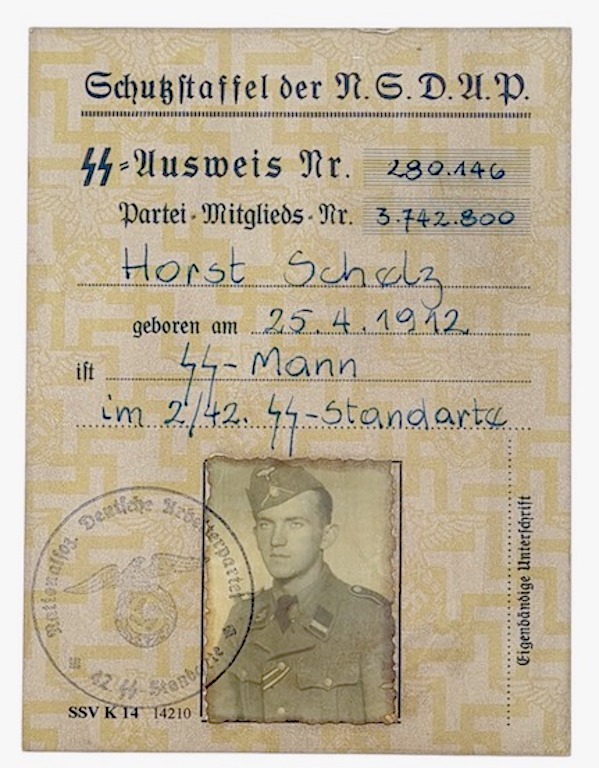 Schutzstaffel der N.S.D.A.P.
SS-Ausweis Nr. 280.146
Partei-Mitglieds-Nr. 3.742.800
Horst Scholz
geboren am 25.4.1912
ist SS-Mann
im 2/42. SS-Standarte
Nationalsoz. Deutsche Arbeiterpartei
42 SS-Standarte
Eigenhändige Unterschrift
SSV K 14 14210